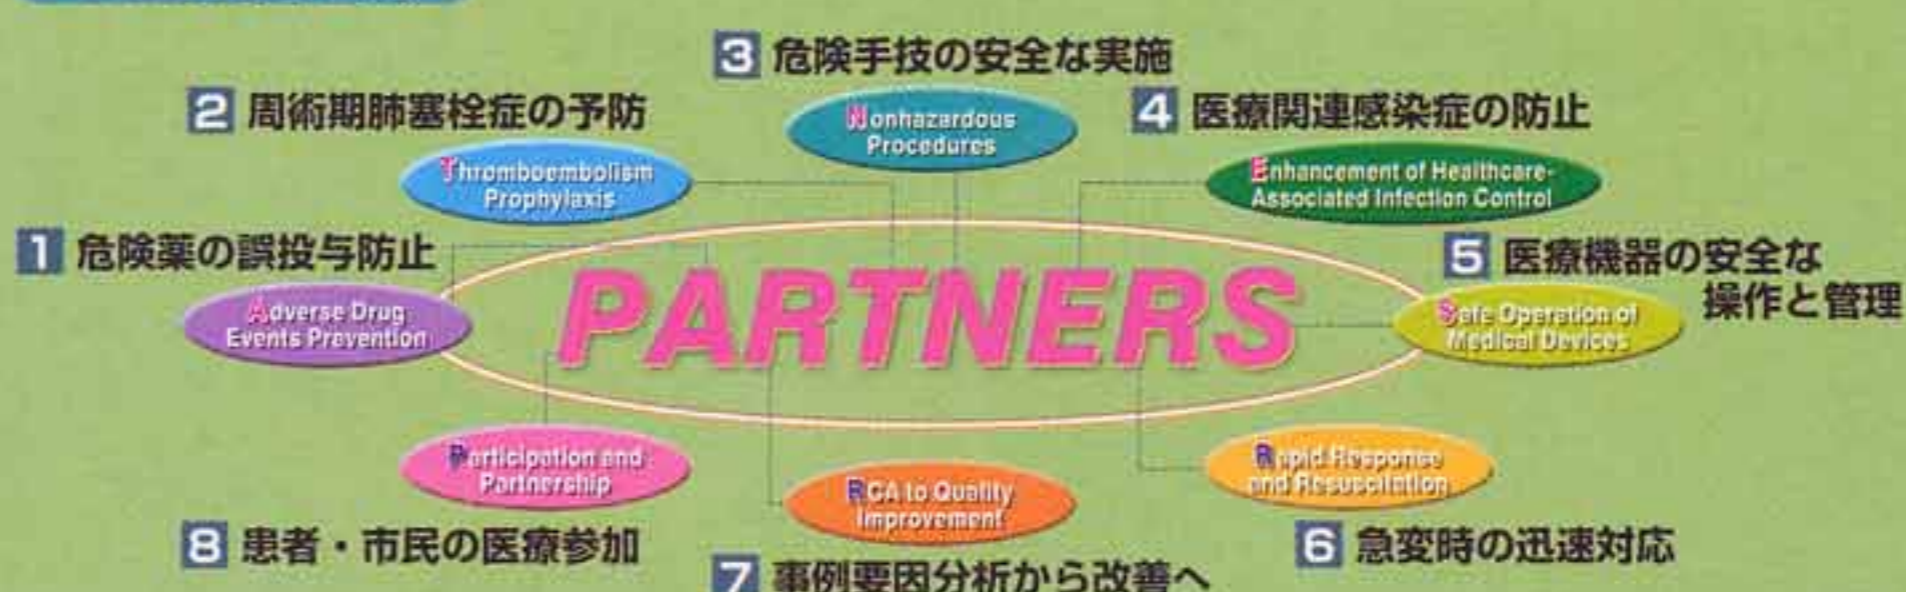 3 危険手技の安全な実施
Nonhazardous
Procedures
2 周術期肺塞栓症の予防
Thromboembolism
Prophylaxis
4 医療関連感染症の防止
Enhancement of Healthcare-
Associated Infection Control
1 危険薬の誤投与防止
Adverse Drug
Events Prevention
PARTNERS
5 医療機器の安全な
操作と管理
Safe Operation of
Medical Devices
Participation and
Partnership
8 患者・市民の医療参加
RCA to Quality
Improvement
7 事例要因分析から改善へ
Rapid Response
and Resuscitation
6 急変時の迅速対応